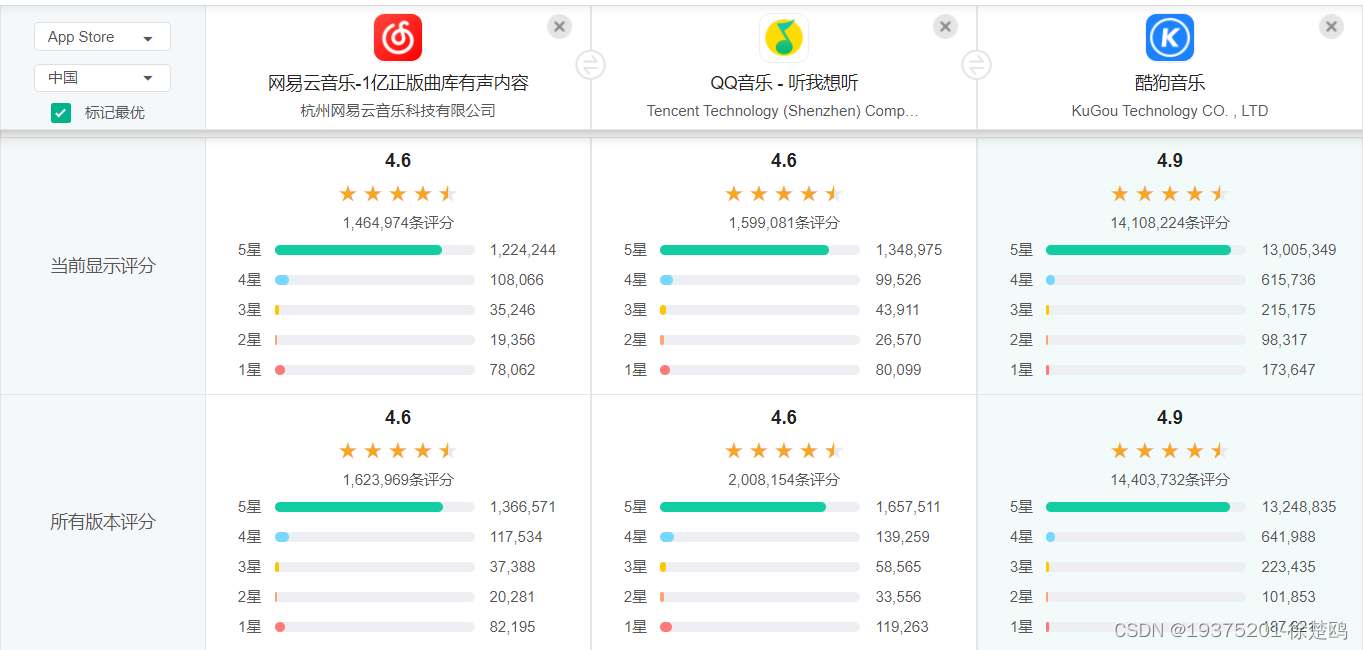 App Store
中国
标记最优
网易云音乐-1亿正版曲库有声内容
杭州网易云音乐科技有限公司
QQ音乐 - 听我想听
Tencent Technology (Shenzhen) Comp...
酷狗音乐
KuGou Technology CO. , LTD
当前显示评分
4.6
1,464,974条评分
5星 1,224,244
4星 108,066
3星 35,246
2星 19,356
1星 78,062
4.6
1,599,081条评分
5星 1,348,975
4星 99,526
3星 43,911
2星 26,570
1星 80,099
4.9
14,108,224条评分
5星 13,005,349
4星 615,736
3星 215,175
2星 98,317
1星 173,647
所有版本评分
4.6
1,623,969条评分
5星 1,366,571
4星 117,534
3星 37,388
2星 20,281
1星 82,195
4.6
2,008,154条评分
5星 1,657,511
4星 139,259
3星 58,565
2星 33,556
1星 119,263
4.9
14,403,732条评分
5星 13,248,835
4星 641,988
3星 223,435
2星 101,853
1星
CSDN @19375201-徐楚鸥